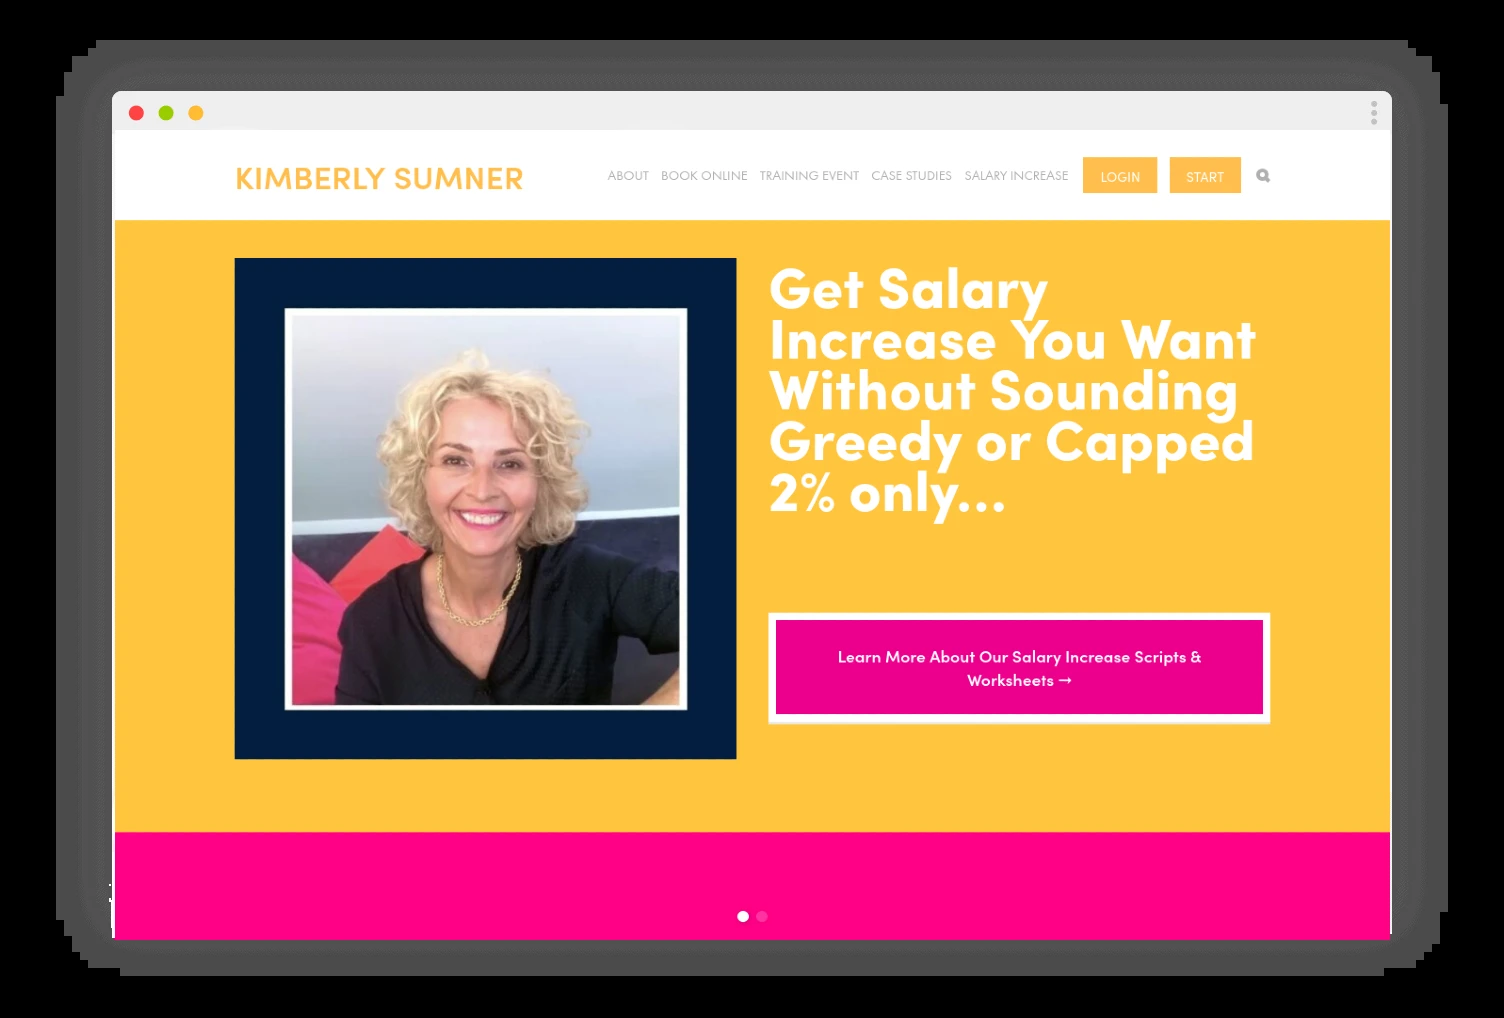 KIMBERLY SUMNER
ABOUT BOOK ONLINE TRAINING EVENT CASE STUDIES SALARY INCREASE LOGIN START
Get Salary
Increase You Want
Without Sounding
Greedy or Capped
2% only...
Learn More About Our Salary Increase Scripts &
Worksheets →